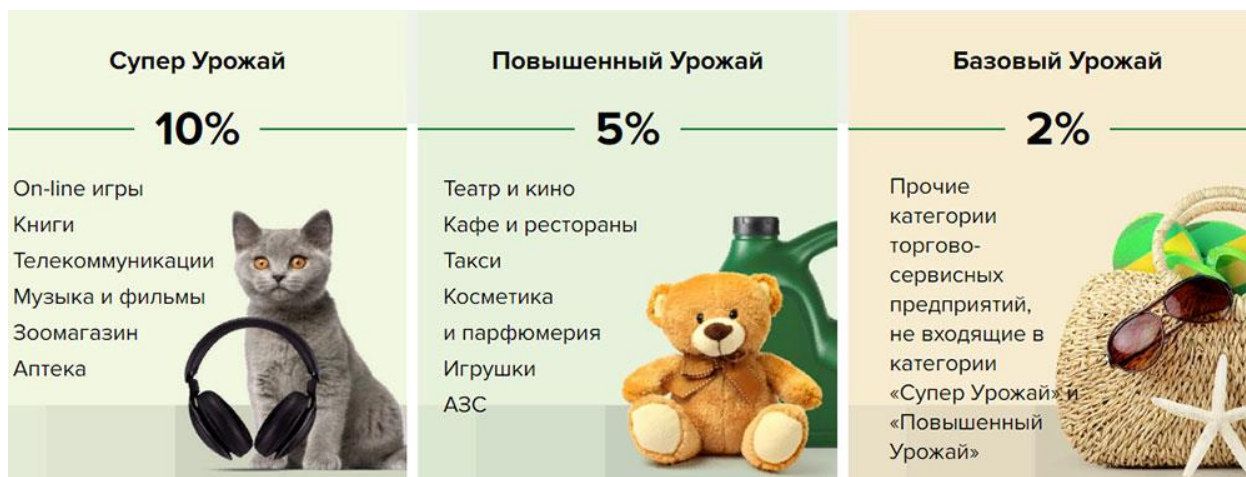 Супер Урожай
10%
On-line игры
Книги
Телекоммуникации
Музыка и фильмы
Зоомагазин
Аптека
Повышенный Урожай
5%
Театр и кино
Кафе и рестораны
Такси
Косметика
и парфюмерия
Игрушки
АЗС
Базовый Урожай
2%
Прочие
категории
торгово-
сервисных
предприятий,
не входящие в
категории
«Супер Урожай» и
«Повышенный
Урожай»